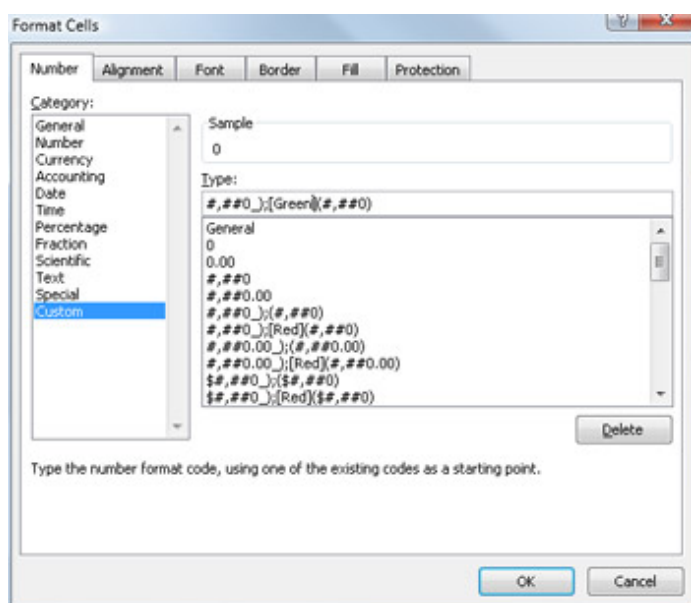 Format Cells
Number Alignment Font Border Fill Protection
Category:
General
Number
Currency
Accounting
Date
Time
Percentage
Fraction
Scientific
Text
Special
Custom
Sample
0
Type:
#,##0_);[Green](#,##0)
General
0
0.00
#,##0
#,##0.00
#,##0_);(#,##0)
#,##0_);[Red](#,##0)
#,##0.00_);(#,##0.00)
#,##0.00_);[Red](#,##0.00)
$#,##0_);($#,##0)
$#,##0_);[Red]($#,##0)
Delete
Type the number format code, using one of the existing codes as a starting point.
OK Cancel